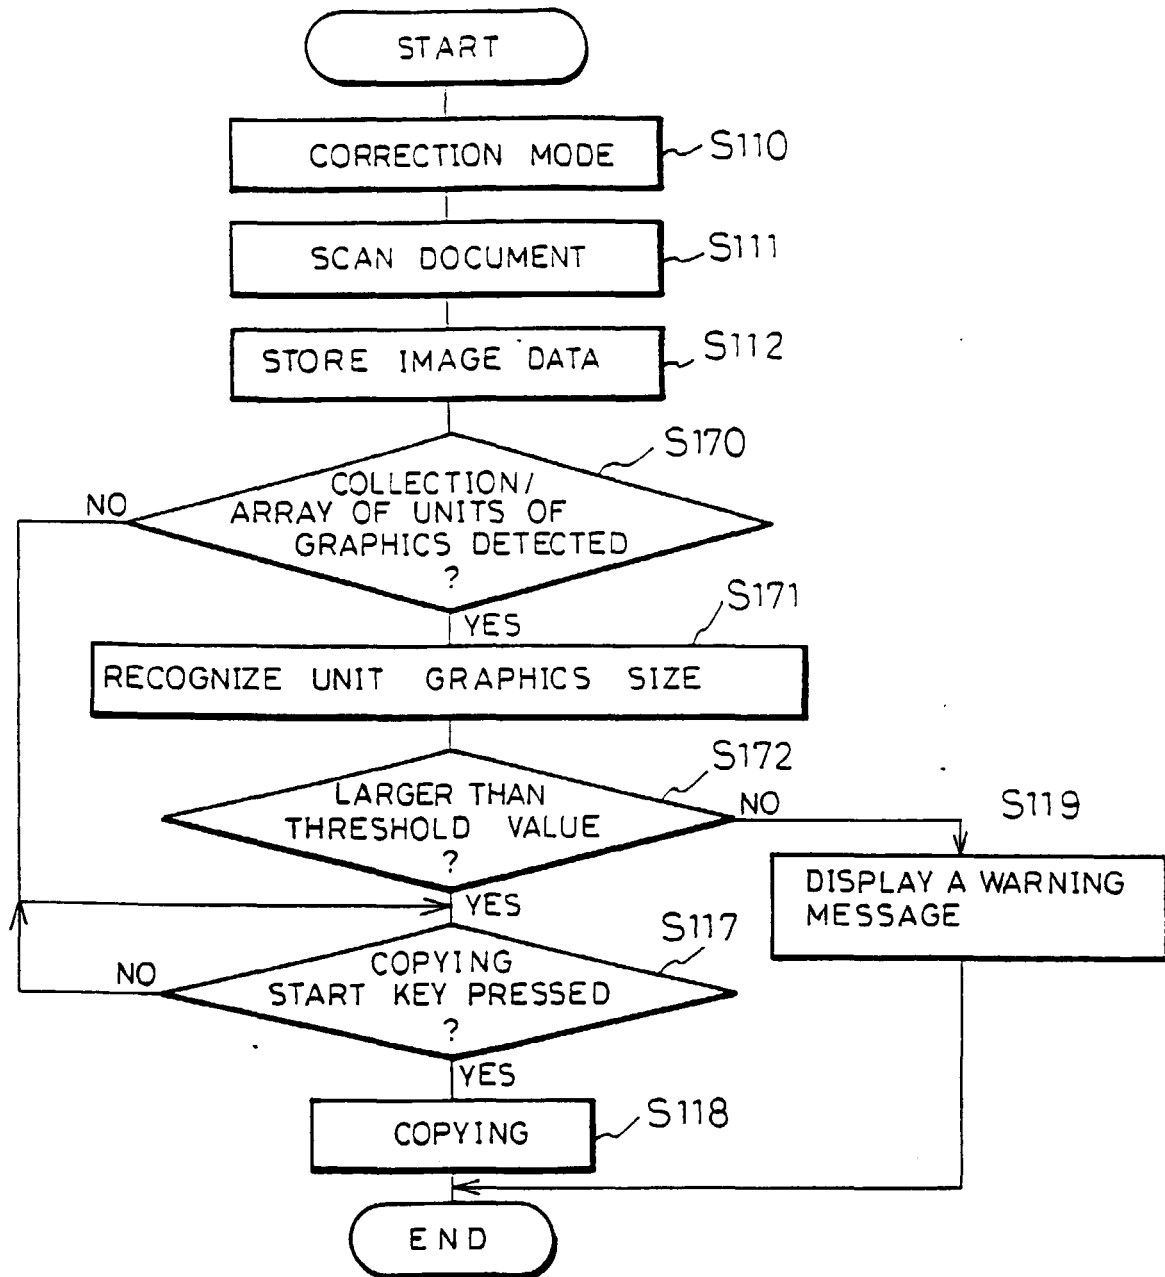 START
CORRECTION MODE
S110
SCAN DOCUMENT
S111
STORE IMAGE DATA
S112
S170
COLLECTION/
ARRAY OF UNITS OF
GRAPHICS DETECTED
?
NO
YES
S171
RECOGNIZE UNIT GRAPHICS SIZE
S172
LARGER THAN
THRESHOLD VALUE
?
NO
YES
S119
DISPLAY A WARNING
MESSAGE
S117
COPYING
START KEY PRESSED
?
NO
YES
COPYING
S118
END